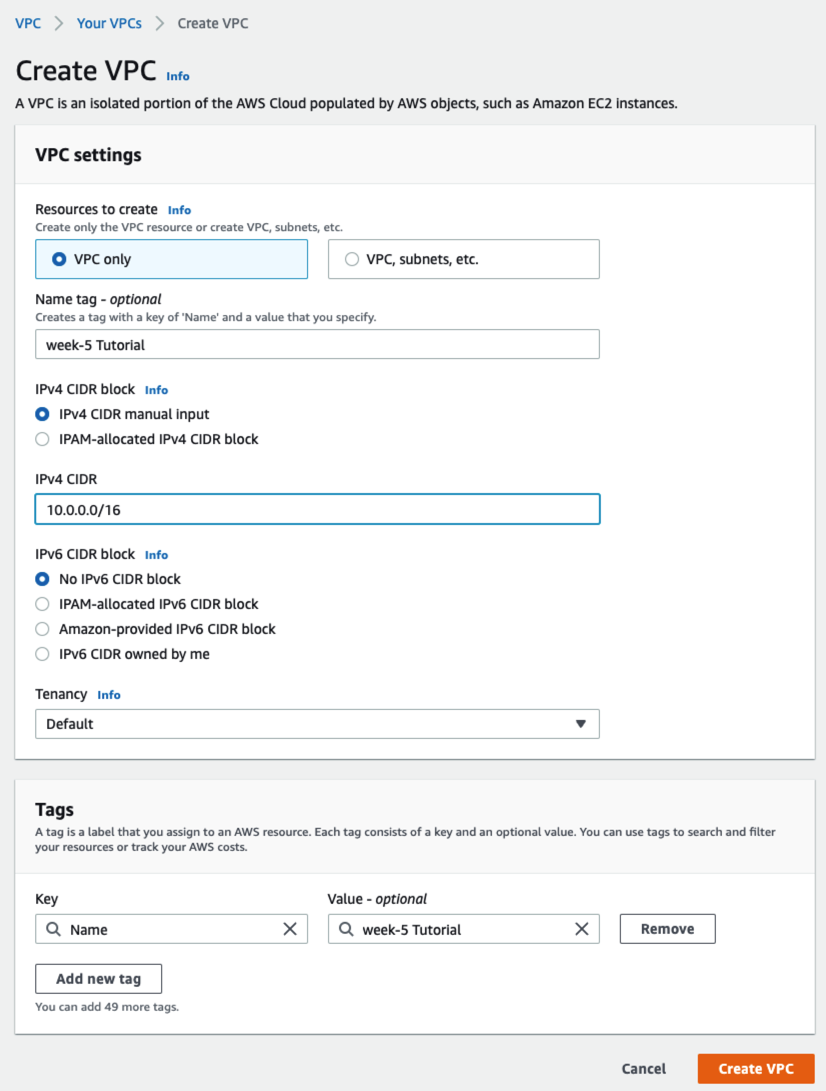 VPC > Your VPCs > Create VPC
Create VPC Info
A VPC is an isolated portion of the AWS Cloud populated by AWS objects, such as Amazon EC2 instances.
VPC settings
Resources to create Info
Create only the VPC resource or create VPC, subnets, etc.
VPC only
VPC, subnets, etc.
Name tag - optional
Creates a tag with a key of 'Name' and a value that you specify.
week-5 Tutorial
IPv4 CIDR block Info
IPv4 CIDR manual input
IPAM-allocated IPv4 CIDR block
IPv4 CIDR
10.0.0.0/16
IPv6 CIDR block Info
No IPv6 CIDR block
IPAM-allocated IPv6 CIDR block
Amazon-provided IPv6 CIDR block
IPv6 CIDR owned by me
Tenancy Info
Default
Tags
A tag is a label that you assign to an AWS resource. Each tag consists of a key and an optional value. You can use tags to search and filter
your resources or track your AWS costs.
Key
Value - optional
Name
week-5 Tutorial
Remove
Add new tag
You can add 49 more tags.
Cancel
Create VPC